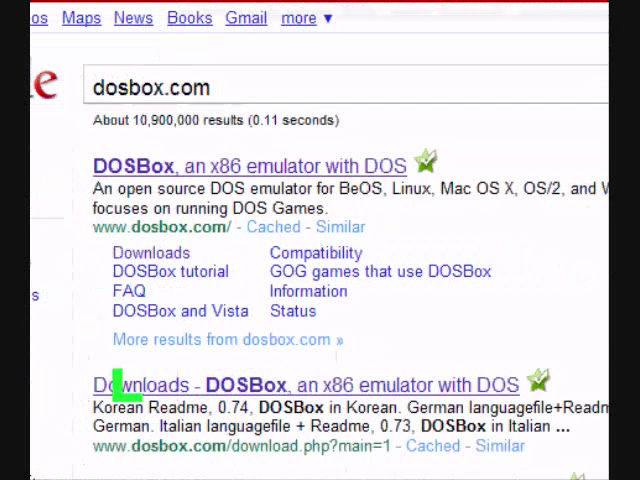 os Maps News Books Gmail more ▼
le
dosbox.com
About 10,900,000 results (0.11 seconds)
DOSBox, an x86 emulator with DOS
An open source DOS emulator for BeOS, Linux, Mac OS X, OS/2, and W
focuses on running DOS Games.
www.dosbox.com/ - Cached - Similar
Downloads Compatibility
DOSBox tutorial GOG games that use DOSBox
FAQ Information
s DOSBox and Vista Status
More results from dosbox.com »
Downloads - DOSBox, an x86 emulator with DOS
Korean Readme, 0.74, DOSBox in Korean. German languagefile+Readm
German. Italian languagefile + Readme, 0.73, DOSBox in Italian ...
www.dosbox.com/download.php?main=1 - Cached - Similar